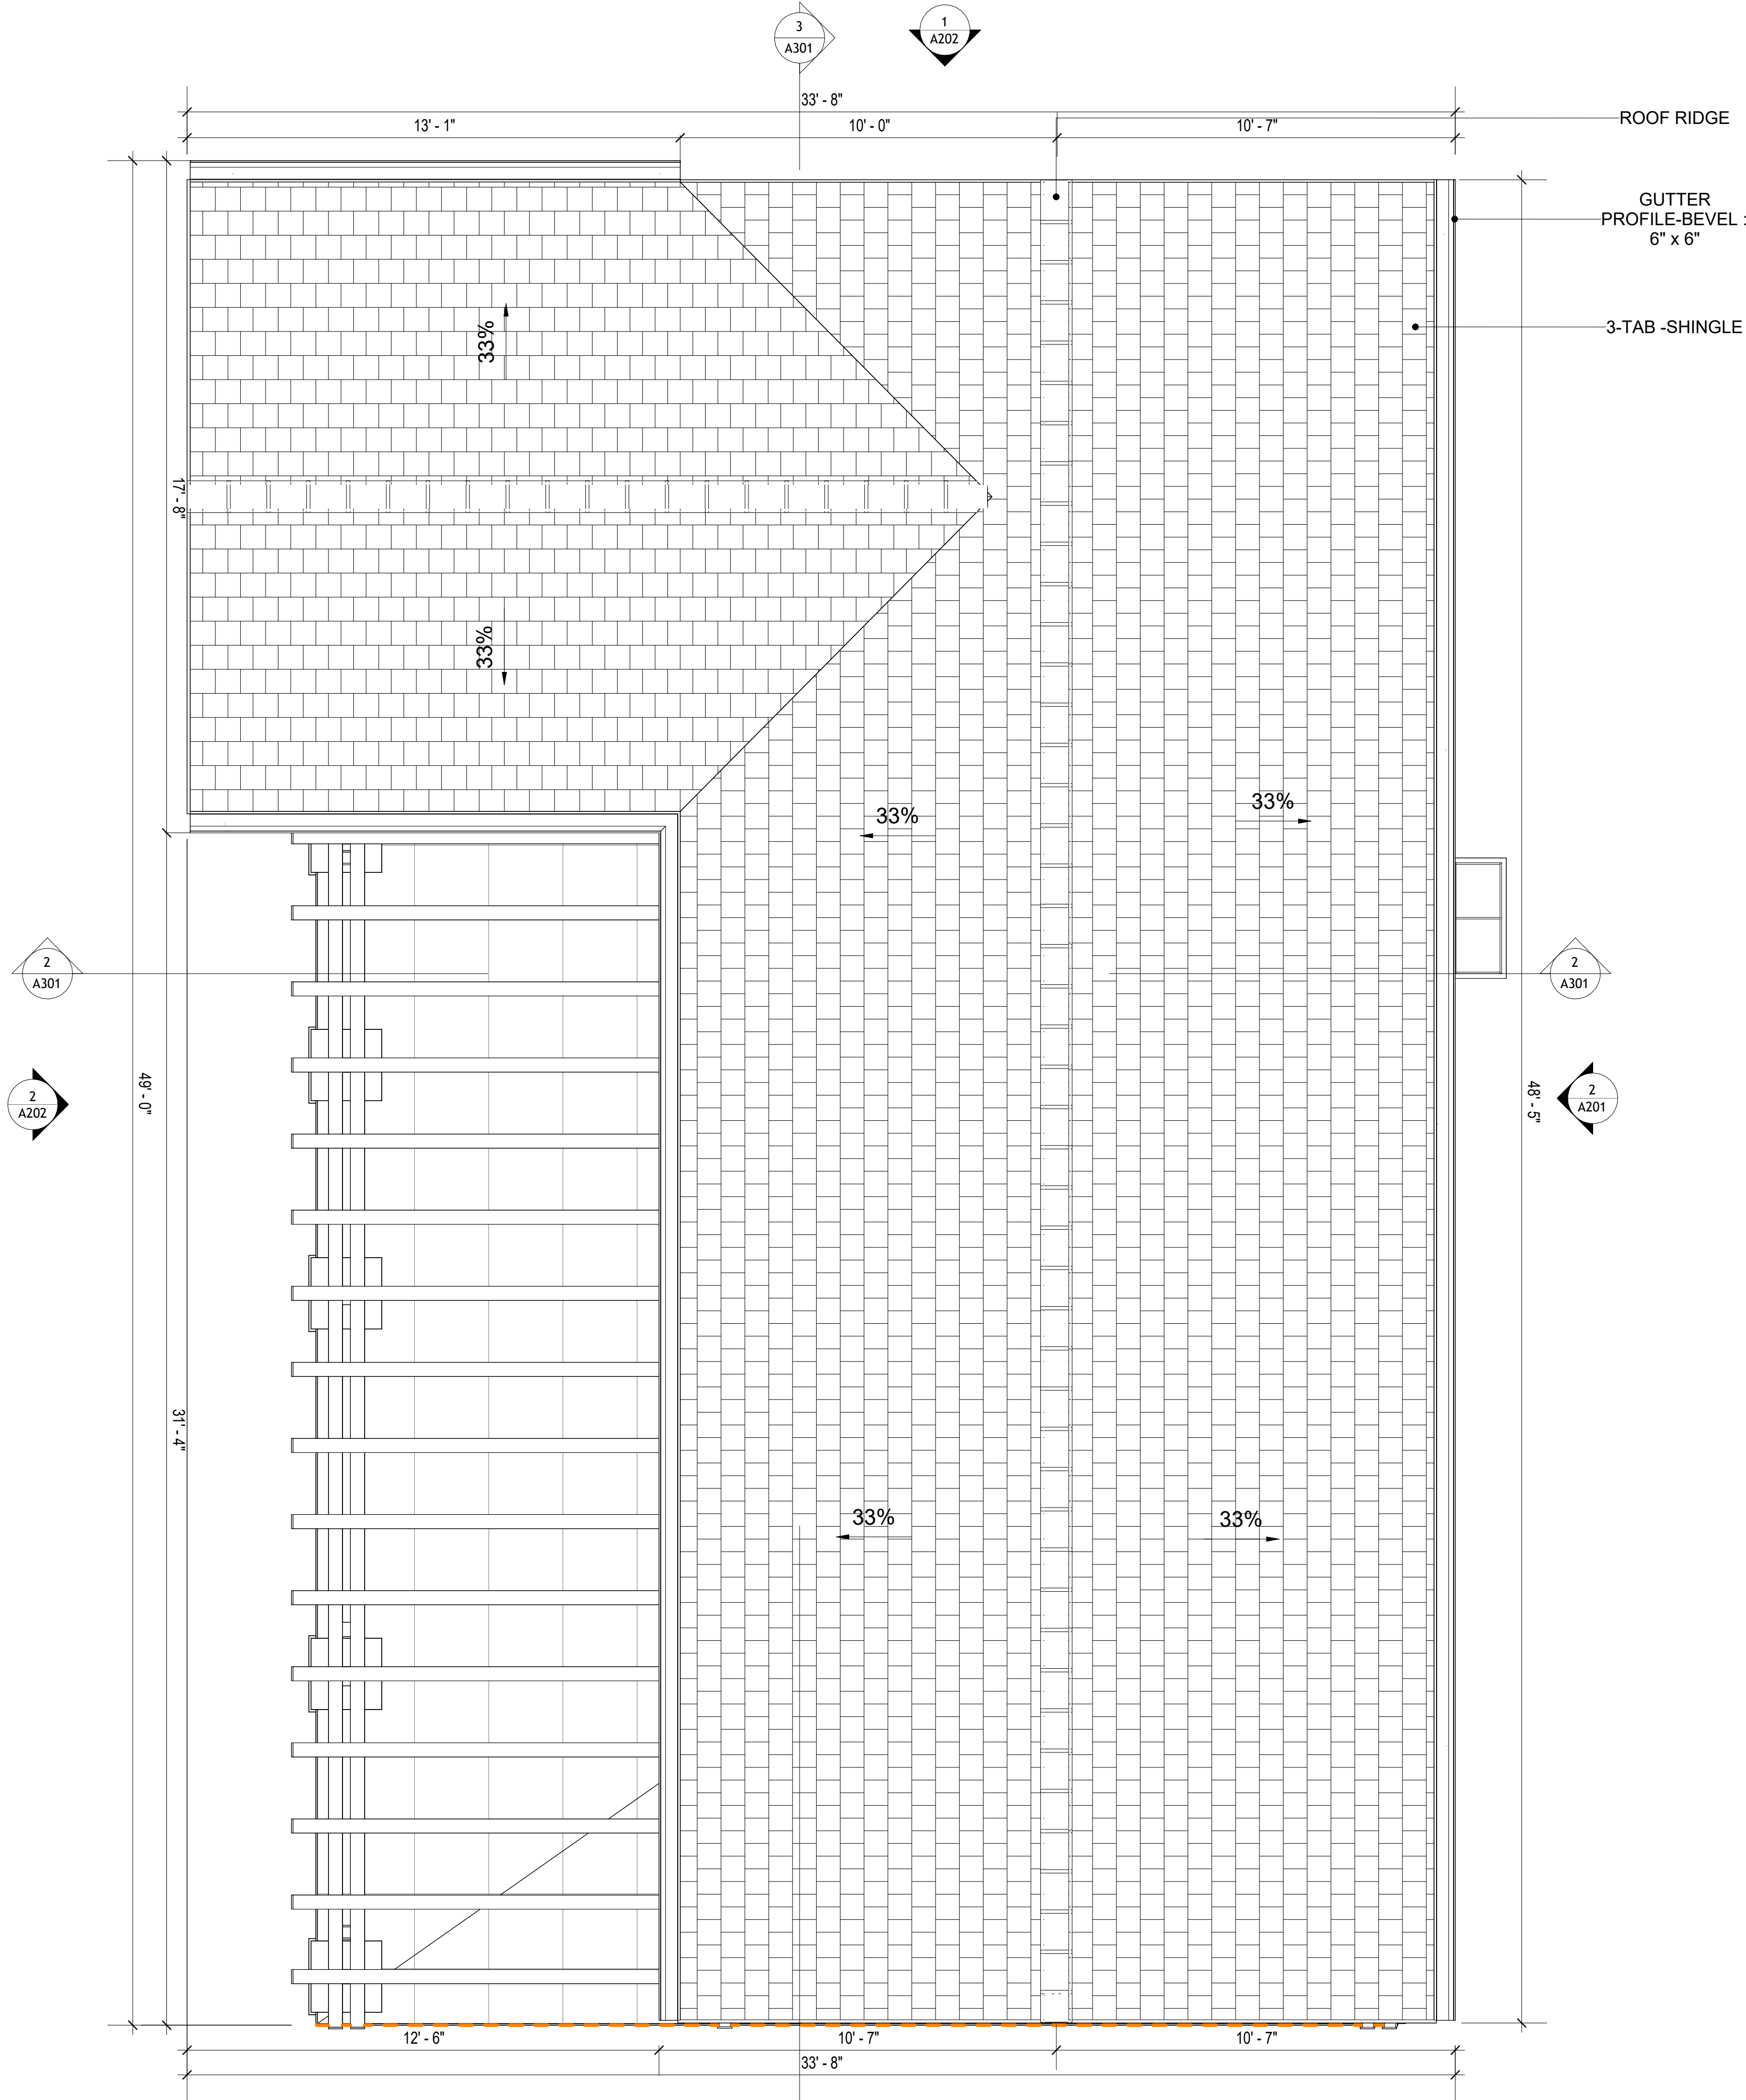 3
A301
1
A202
33' - 8"
13' - 1"
10' - 0"
10' - 7"
ROOF RIDGE
GUTTER
PROFILE-BEVEL :
6" x 6"
3-TAB -SHINGLE
33%
17' - 8"
33%
33%
33%
2
A301
2
A301
2
A202
49' - 0"
48' - 5"
2
A201
31' - 4"
33%
33%
12' - 6"
10' - 7"
10' - 7"
33' - 8"